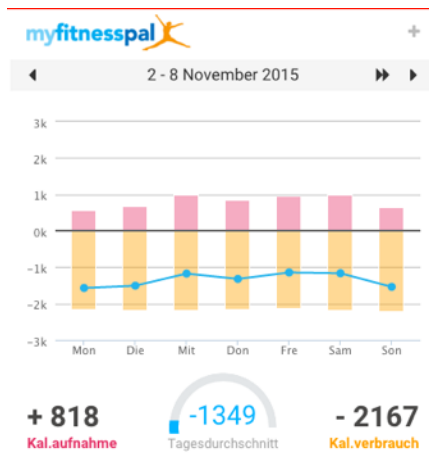 myfitnesspal
2 - 8 November 2015
3k
2k
1k
0k
-1k
-2k
-3k
Mon Die Mit Don Fre Sam Son
+ 818 -1349 - 2167
Kal.aufnahme Tagesdurchschnitt Kal.verbrauch